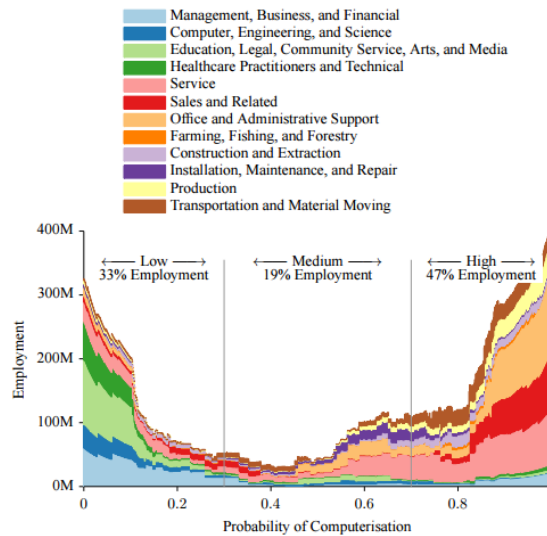 Management, Business, and Financial
Computer, Engineering, and Science
Education, Legal, Community Service, Arts, and Media
Healthcare Practitioners and Technical
Service
Sales and Related
Office and Administrative Support
Farming, Fishing, and Forestry
Construction and Extraction
Installation, Maintenance, and Repair
Production
Transportation and Material Moving
400M
← Low →
33% Employment
← Medium →
19% Employment
← High →
47% Employment
300M
200M
100M
0M
Employment
0
0.2
0.4
0.6
0.8
Probability of Computerisation